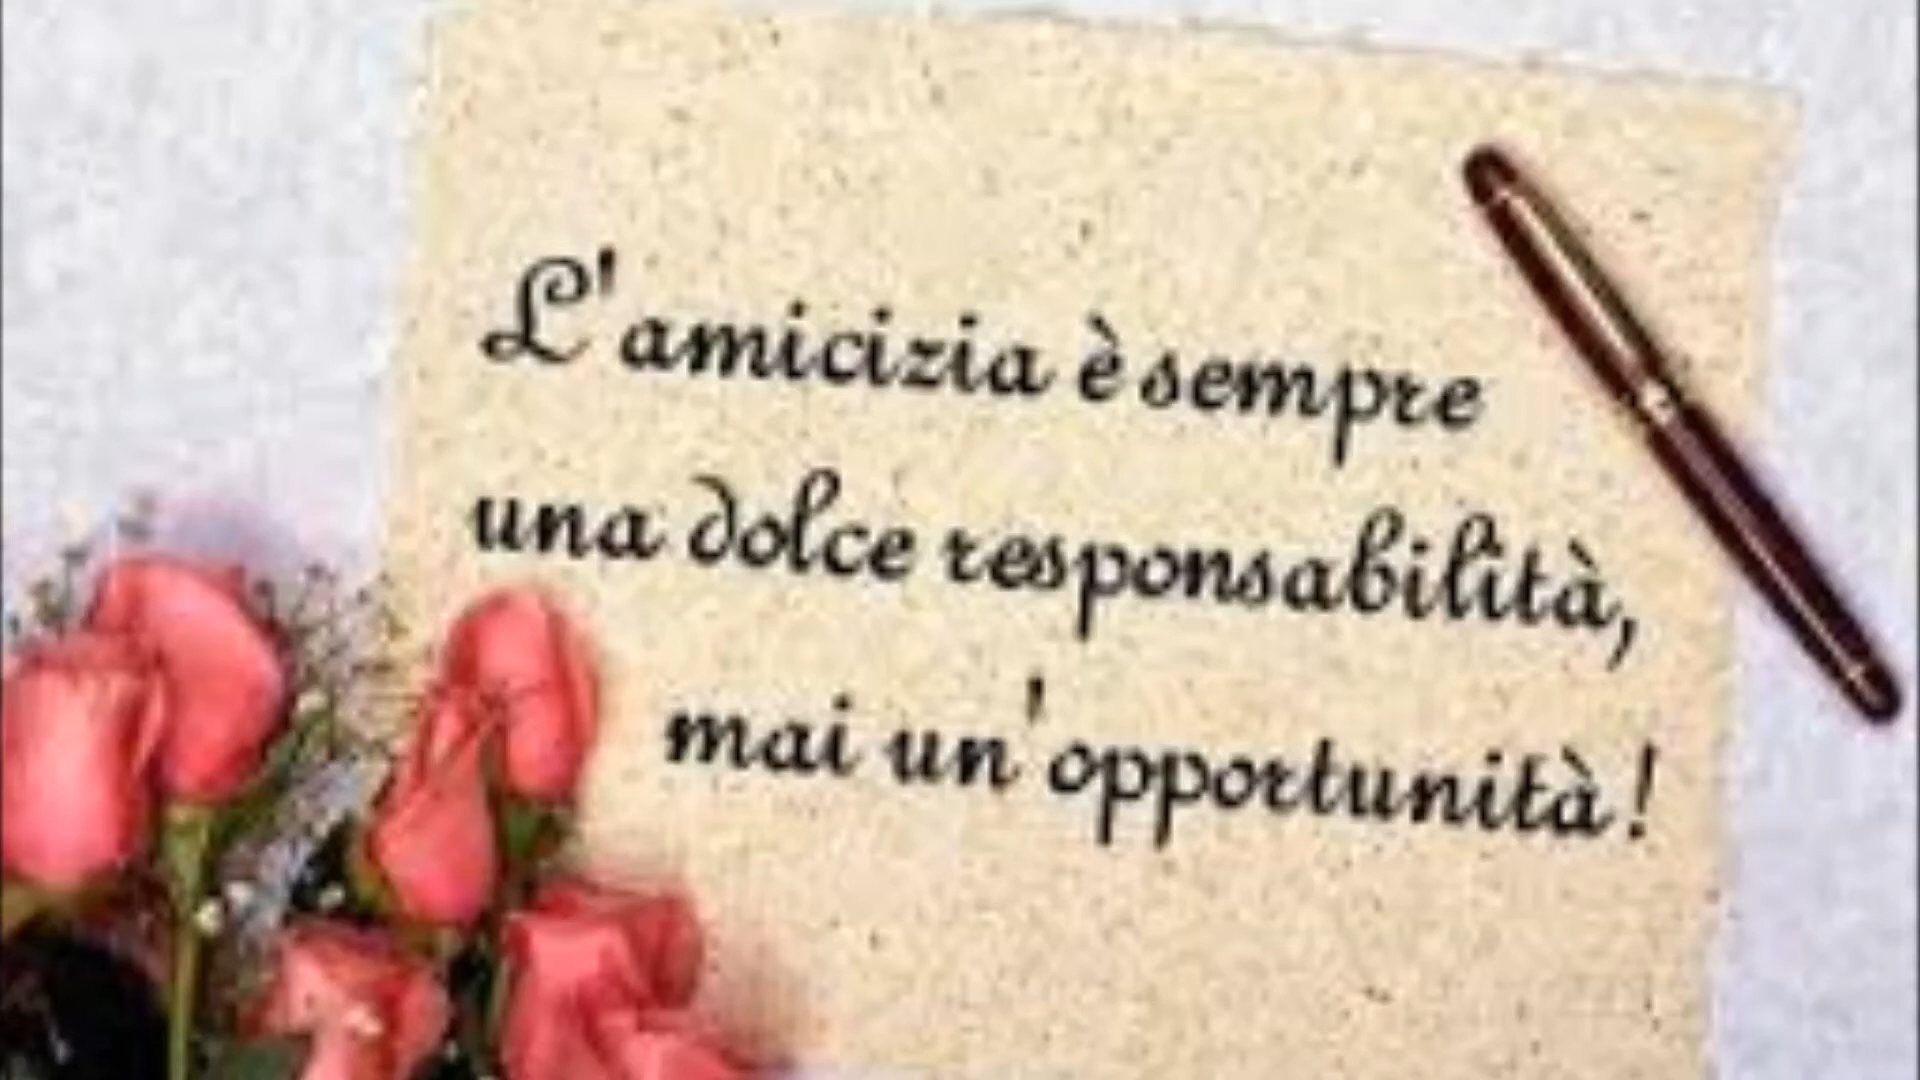 L'amicizia è sempre
una dolce responsabilità,
mai un'opportunità!